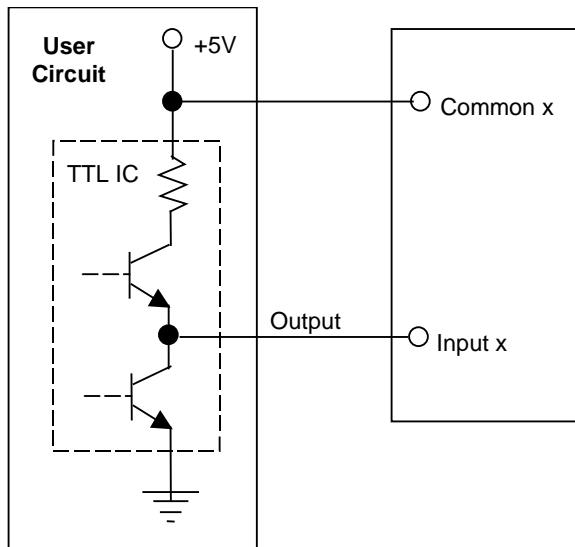 User
Circuit
+5V
Common x
TTL IC
Output
Input x